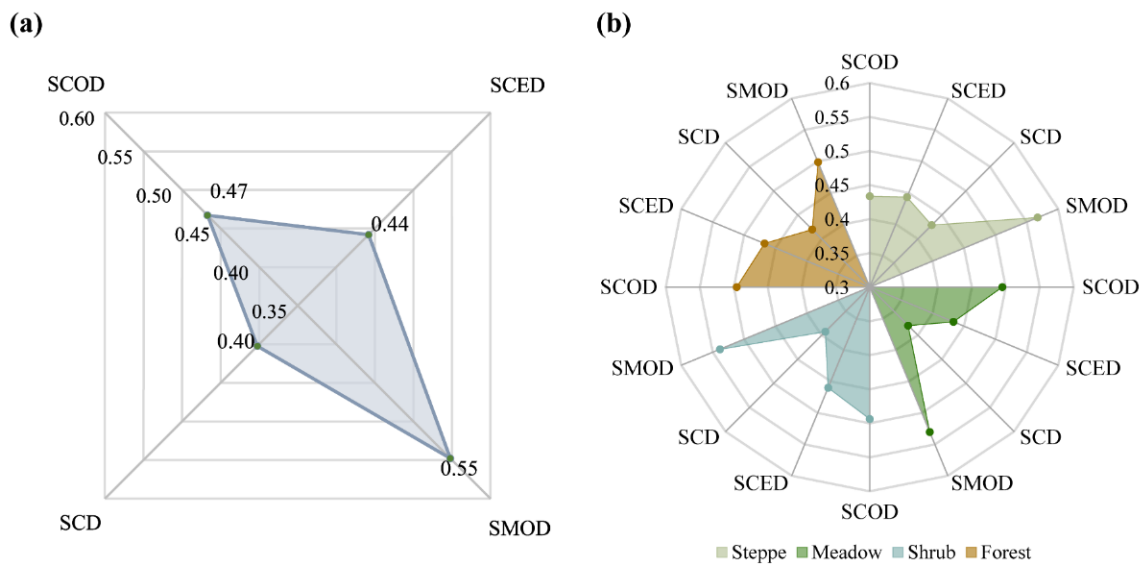 (a)
SCOD
SCED
0.60
0.55
0.50
0.47
0.45
0.44
0.40
0.35
0.40
0.55
SCD
SMOD
(b)
SCOD
0.6
SMOD
SCED
0.55
SCD
SCD
0.5
0.45
SCED
SMOD
0.4
0.35
SCOD
0.3
SCOD
SMOD
SCED
SCD
SCD
SCED
SMOD
SCOD
Steppe Meadow Shrub Forest